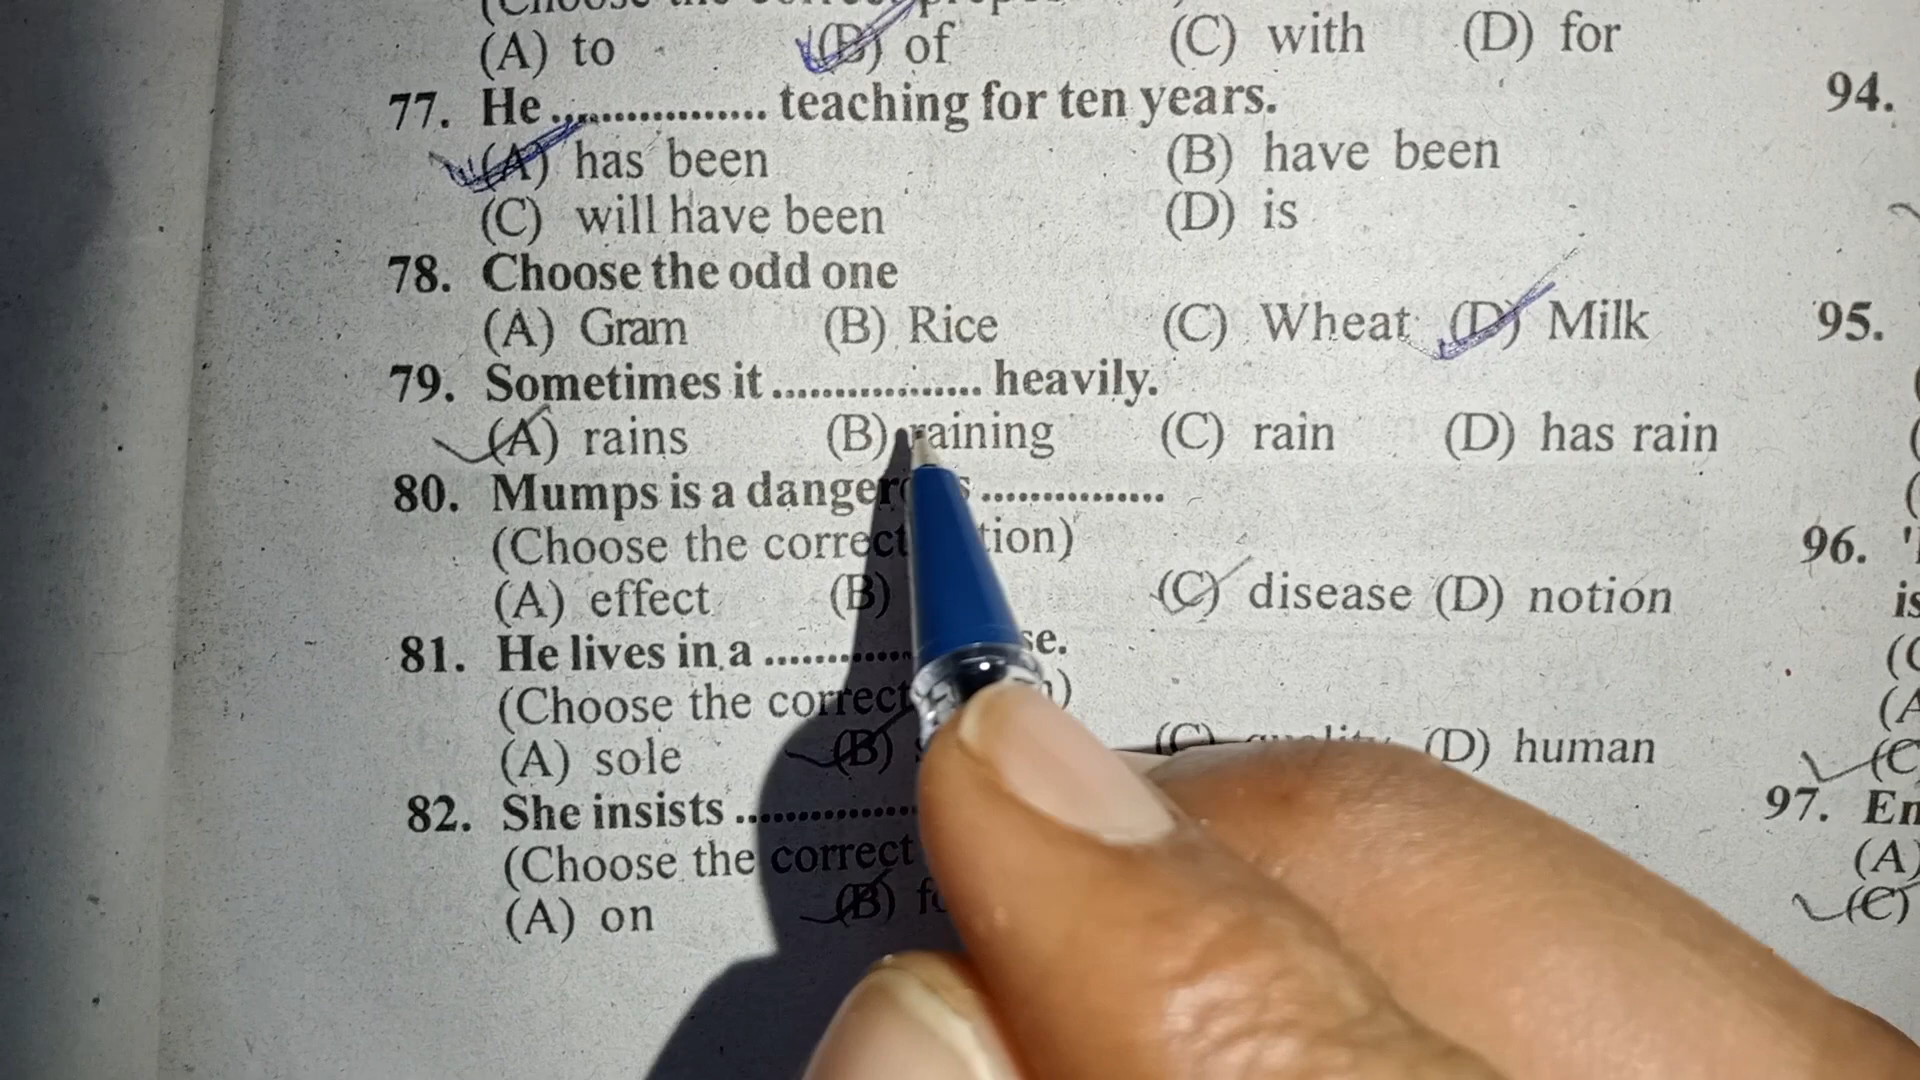 (A) to (B) of (C) with (D) for
77. He ................ teaching for ten years.
(A) has been (B) have been
(C) will have been (D) is
78. Choose the odd one
(A) Gram (B) Rice (C) Wheat (D) Milk
79. Sometimes it ................ heavily.
(A) rains (B) raining (C) rain (D) has rain
80. Mumps is a ...............
(Choose the correct
(A) effect (B) (C) disease (D) notion
81. He lives in a ...........
(Choose the correct
(A) sole (B) (C) (D) human
82. She insists .............
(Choose the correct
(A) on (B)
94.
95.
96.
97.
(A)
(C)